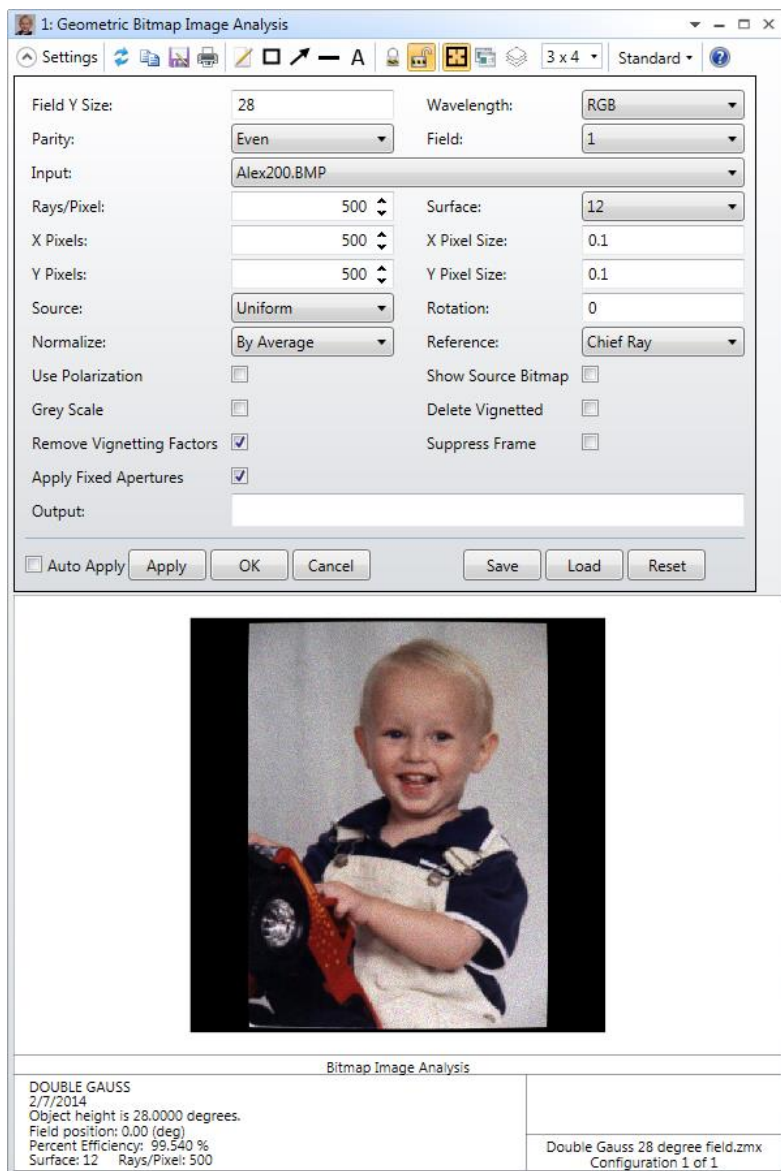 1: Geometric Bitmap Image Analysis
Settings A 3 x 4 Standard
Field Y Size: 28 Wavelength: RGB
Parity: Even Field: 1
Input: Alex200.BMP
Rays/Pixel: 500 Surface: 12
X Pixels: 500 X Pixel Size: 0.1
Y Pixels: 500 Y Pixel Size: 0.1
Source: Uniform Rotation: 0
Normalize: By Average Reference: Chief Ray
Use Polarization Show Source Bitmap
Grey Scale Delete Vignetted
Remove Vignetting Factors Suppress Frame
Apply Fixed Apertures
Output:
Auto Apply Apply OK Cancel Save Load Reset
Bitmap Image Analysis
DOUBLE GAUSS
2/7/2014
Object height is 28.0000 degrees.
Field position: 0.00 (deg)
Percent Efficiency: 99.540 %
Surface: 12 Rays/Pixel: 500
Double Gauss 28 degree field.zmx
Configuration 1 of 1